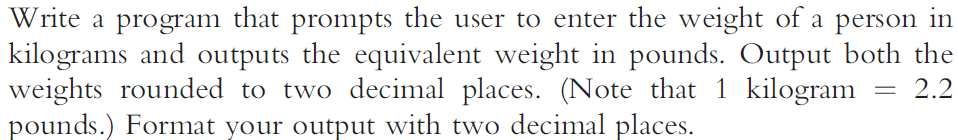 Write a program that prompts the user to enter the weight of a person in
kilograms and outputs the equivalent weight in pounds. Output both the
weights rounded to two decimal places. (Note that 1 kilogram = 2.2
pounds.) Format your output with two decimal places.